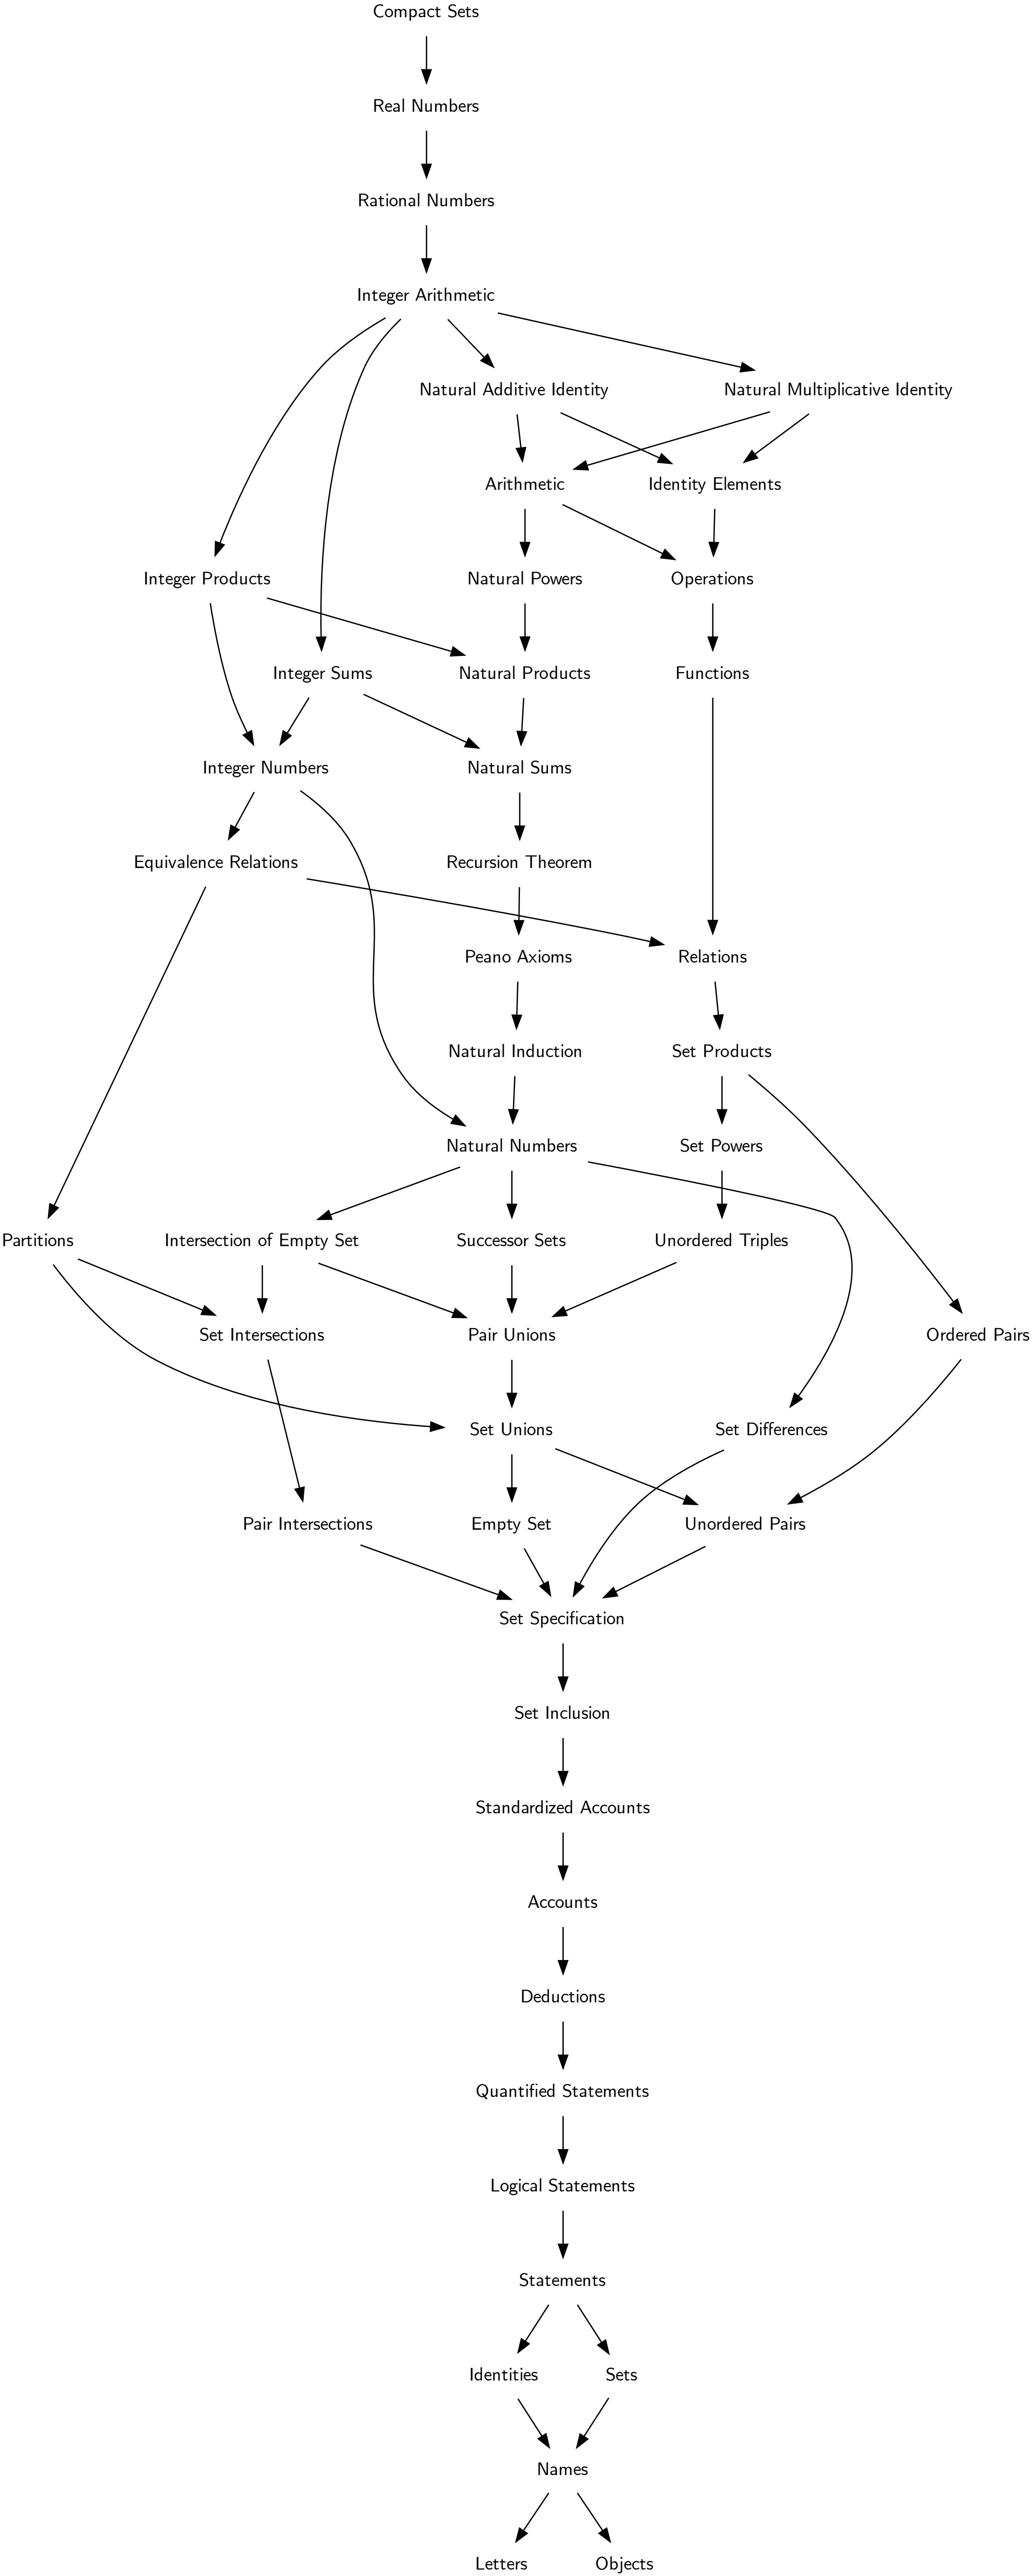 Compact Sets
Real Numbers
Rational Numbers
Integer Arithmetic
Natural Additive Identity
Natural Multiplicative Identity
Arithmetic
Identity Elements
Integer Products
Natural Powers
Operations
Integer Sums
Natural Products
Functions
Integer Numbers
Natural Sums
Equivalence Relations
Recursion Theorem
Peano Axioms
Relations
Natural Induction
Set Products
Natural Numbers
Set Powers
Partitions
Intersection of Empty Set
Successor Sets
Unordered Triples
Set Intersections
Pair Unions
Ordered Pairs
Set Unions
Set Differences
Pair Intersections
Empty Set
Unordered Pairs
Set Specification
Set Inclusion
Standardized Accounts
Accounts
Deductions
Quantified Statements
Logical Statements
Statements
Identities
Sets
Names
Letters
Objects